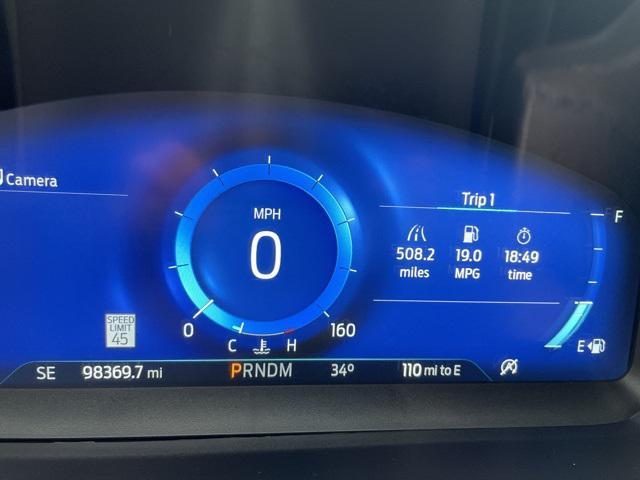 Camera
MPH
0
0
160
C H
SPEED
LIMIT
45
Trip 1
508.2
miles
19.0
MPG
18:49
time
F
E
SE 98369.7 mi PRNDM 34° 110 mi to E